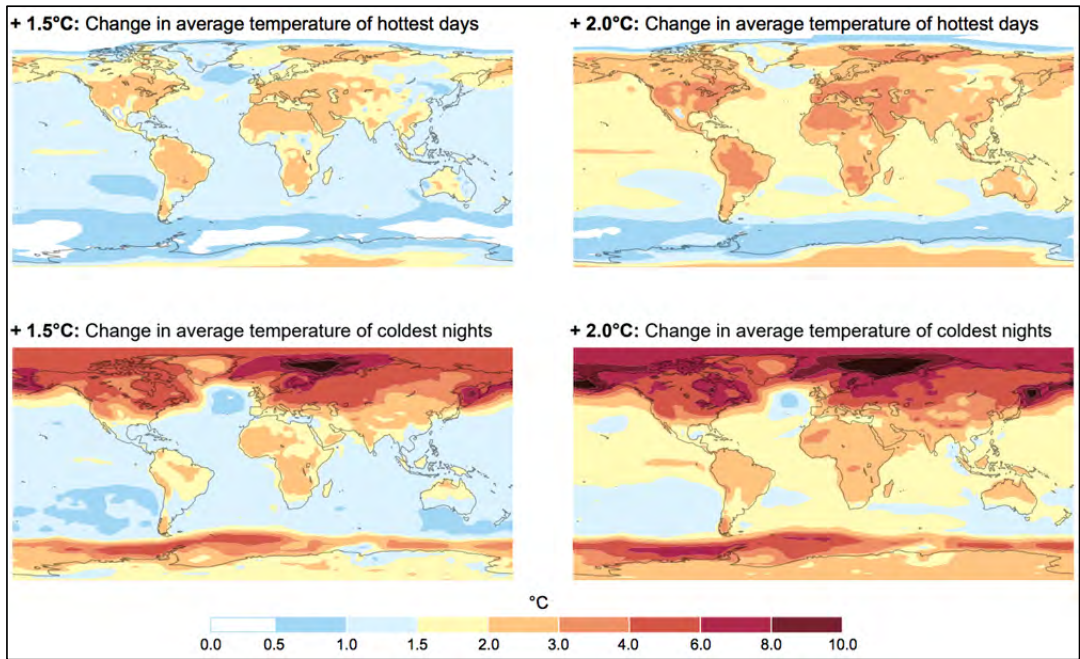 + 1.5°C: Change in average temperature of hottest days
+ 2.0°C: Change in average temperature of hottest days
+ 1.5°C: Change in average temperature of coldest nights
+ 2.0°C: Change in average temperature of coldest nights
°C
0.0 0.5 1.0 1.5 2.0 3.0 4.0 6.0 8.0 10.0